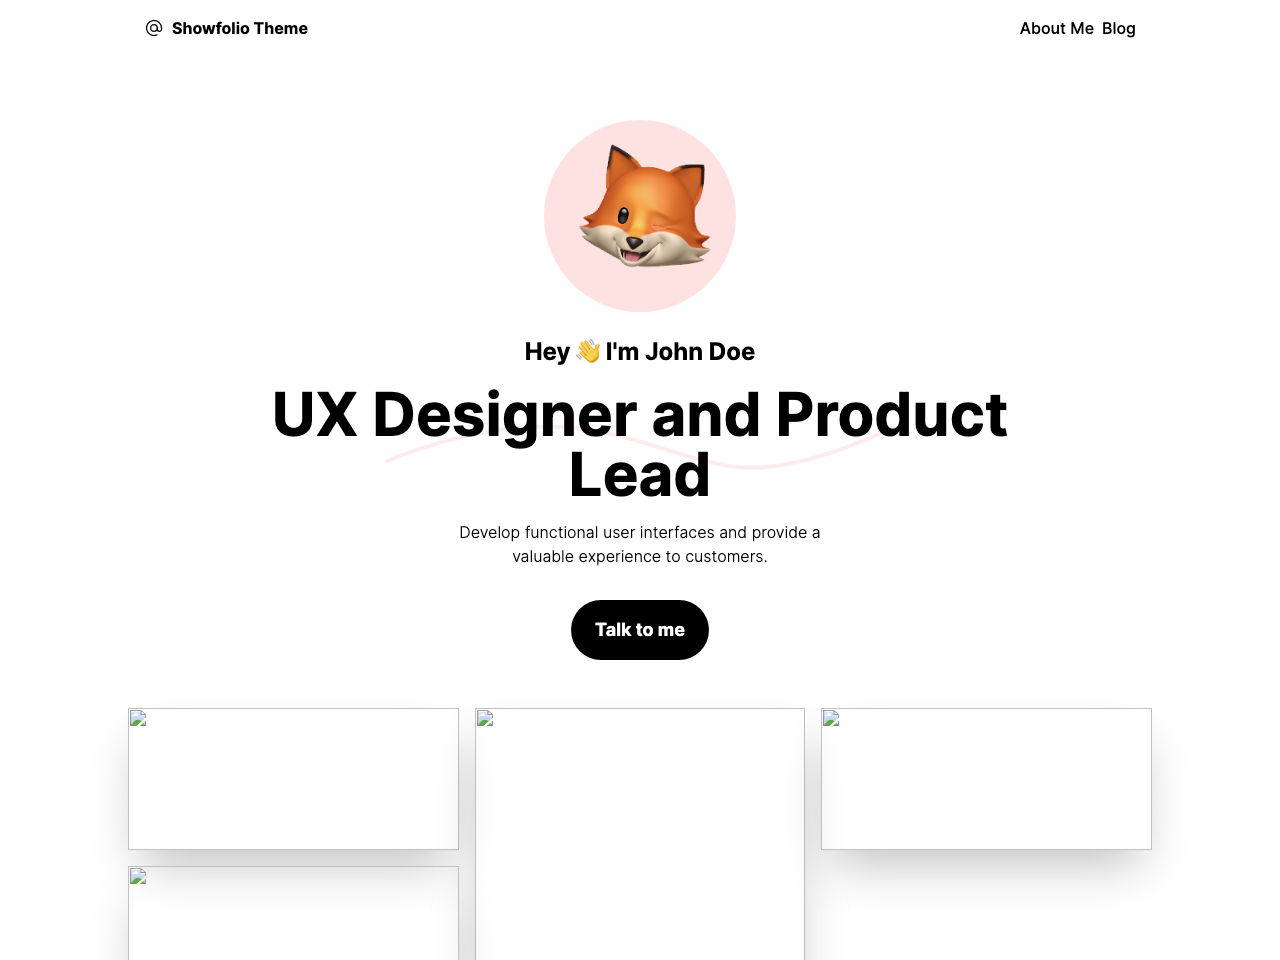 Showfolio Theme
About Me Blog
Hey 👋 I'm John Doe
UX Designer and Product
Lead
Develop functional user interfaces and provide a
valuable experience to customers.
Talk to me